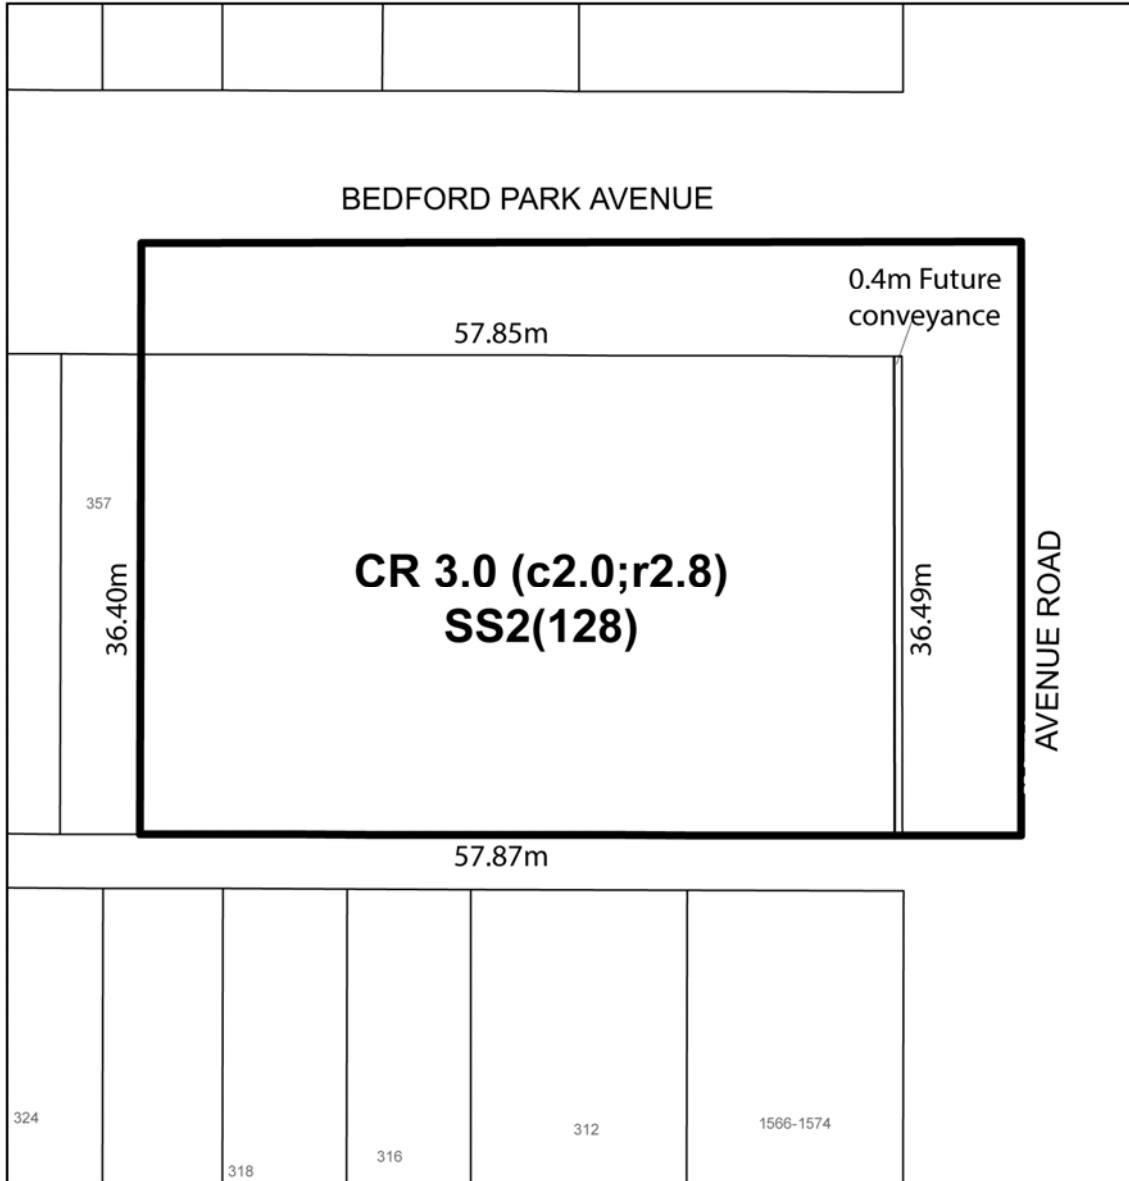 BEDFORD PARK AVENUE
0.4m Future
conveyance
57.85m
357
CR 3.0 (c2.0;r2.8)
SS2(128)
36.40m
36.49m
AVENUE ROAD
57.87m
324
318
316
312
1566-1574